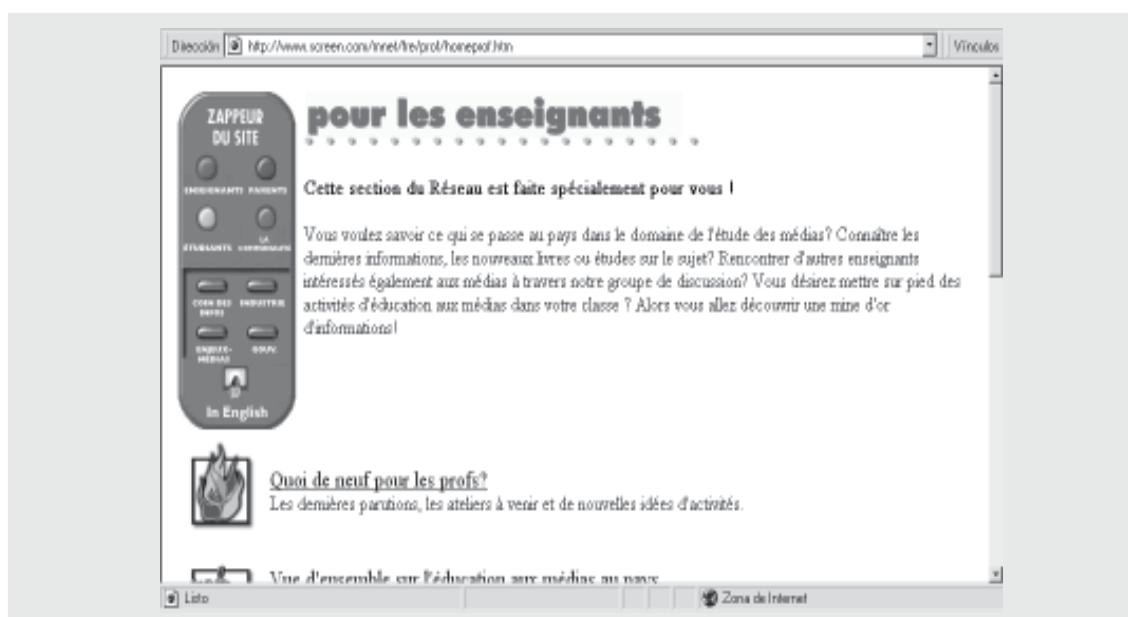 Dirección http://www.screen.com/mnet/fre/prof/homeprof.htm Vínculos
ZAPPEUR
DU SITE
pour les enseignants
ENSEIGNANTS PARENTS
Cette section du Réseau est faite spécialement pour vous !
ÉTUDIANTS LA
Vous voulez savoir ce qui se passe au pays dans le domaine de l'étude des médias? Connaître les
dernières informations, les nouveaux livres ou études sur le sujet? Rencontrer d'autres enseignants
intéressés également aux médias à travers notre groupe de discussion? Vous désirez mettre sur pied des
activités d'éducation aux médias dans votre classe ? Alors vous allez découvrir une mine d'or
d'informations!
COIN DES INDUSTRIE
INFOS
ENJEUX- GOUV.
MÉDIAS
In English
Quoi de neuf pour les profs?
Les dernières parutions, les ateliers à venir et de nouvelles idées d'activités.
Vue d'ensemble sur l'éducation aux médias au pays
Listo Zona de Internet